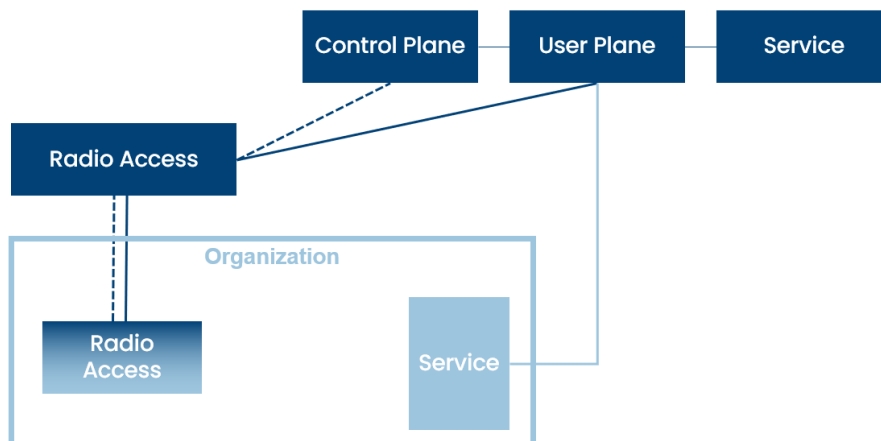 Control Plane
User Plane
Service
Radio Access
Organization
Radio
Access
Service